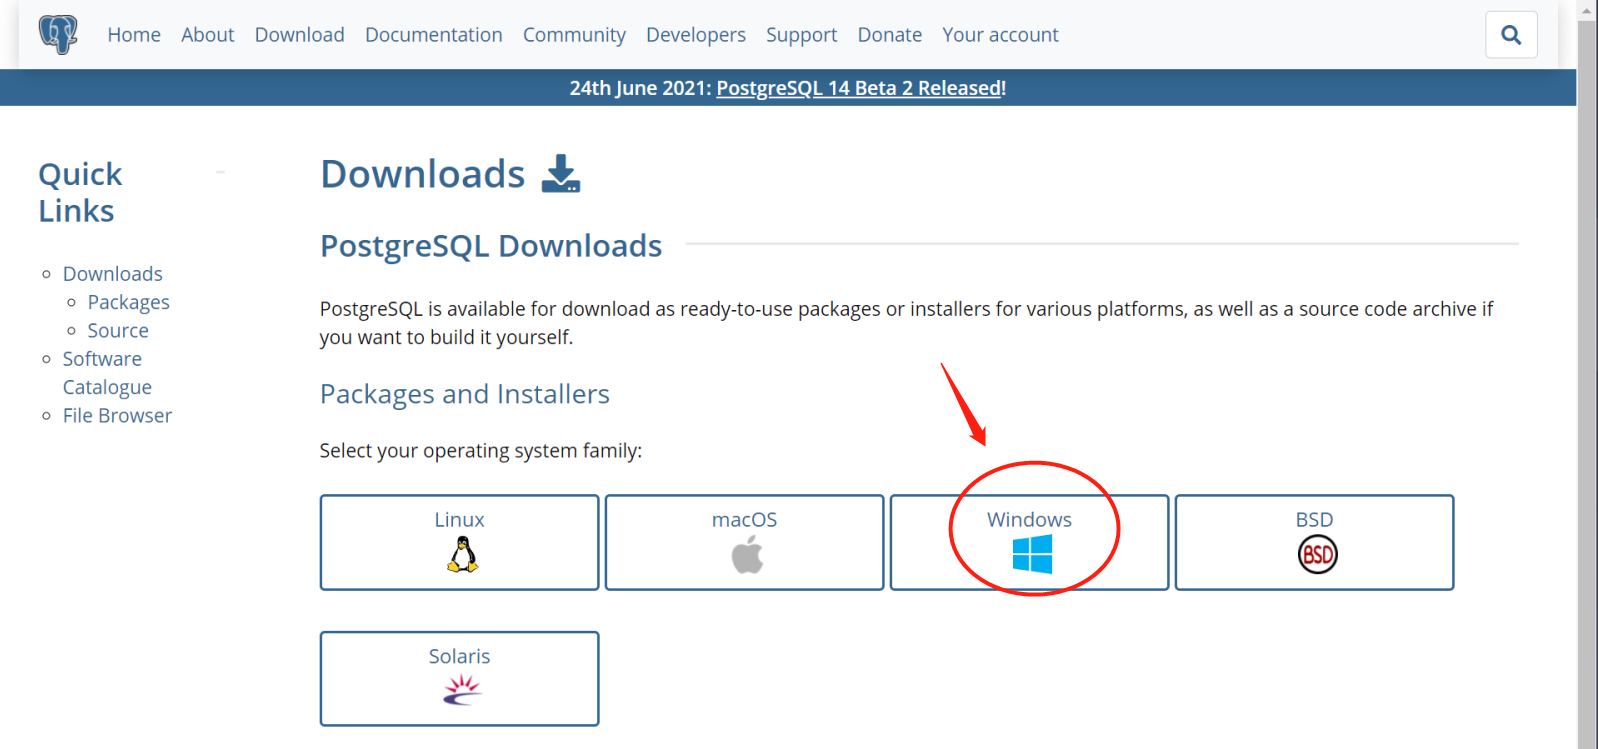 Home About Download Documentation Community Developers Support Donate Your account
24th June 2021: PostgreSQL 14 Beta 2 Released!
Quick
Links
Downloads
Packages
Source
Software
Catalogue
File Browser
Downloads
PostgreSQL Downloads
PostgreSQL is available for download as ready-to-use packages or installers for various platforms, as well as a source code archive if
you want to build it yourself.
Packages and Installers
Select your operating system family:
Linux
macOS
Windows
BSD
BSD
Solaris